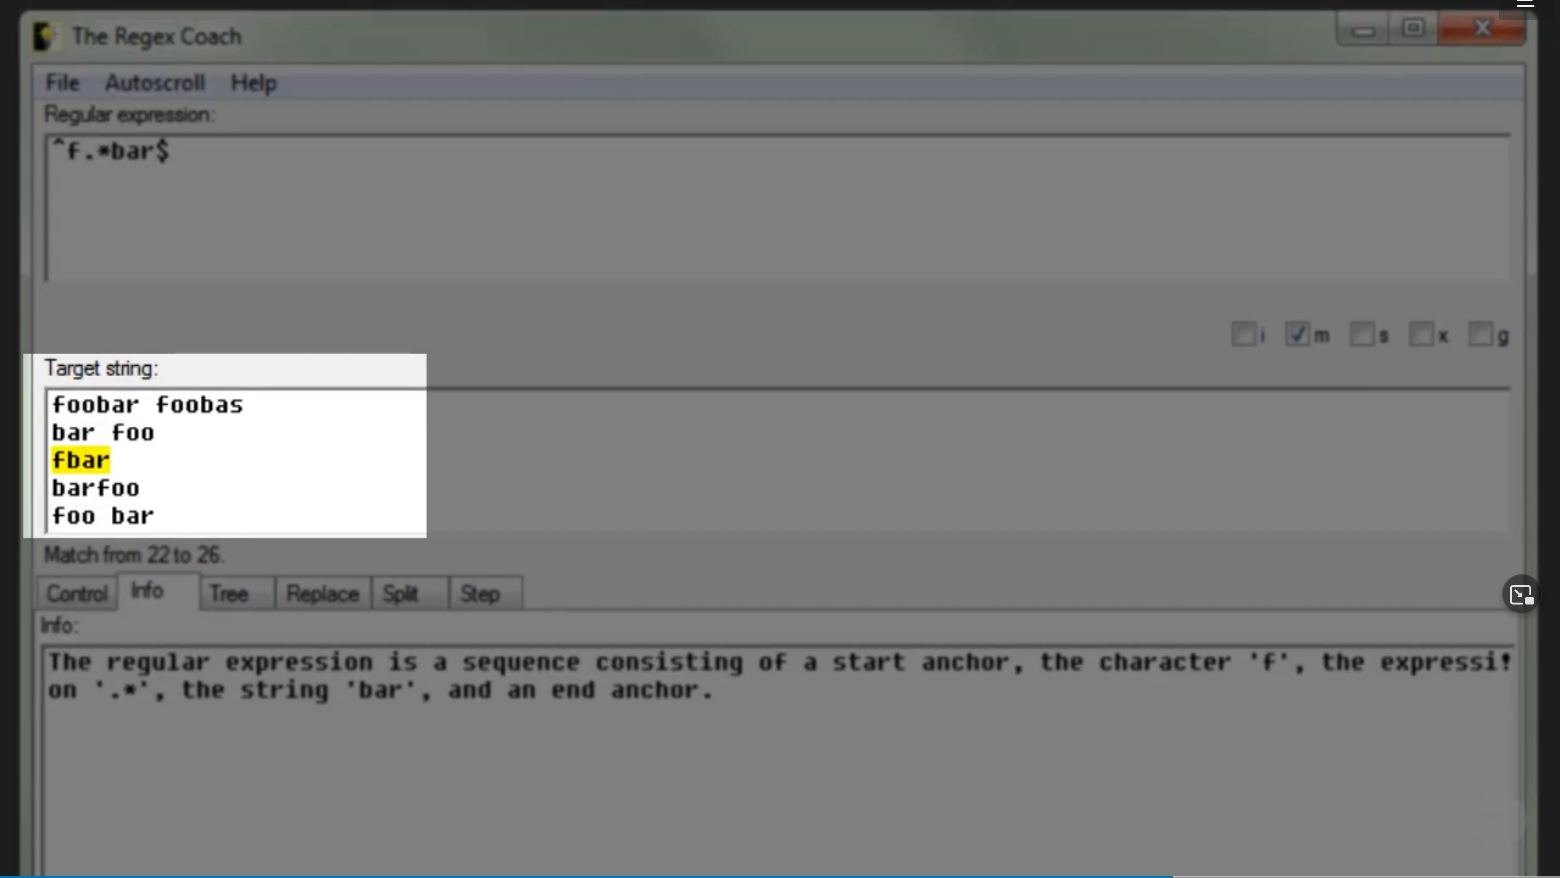 The Regex Coach
File Autoscroll Help
Regular expression:
^f.*bar$
i m s x g
Target string:
foobar foobas
bar foo
fbar
barfoo
foo bar
Match from 22 to 26.
Control Info Tree Replace Split Step
Info:
The regular expression is a sequence consisting of a start anchor, the character 'f', the expressi!
on '.*', the string 'bar', and an end anchor.